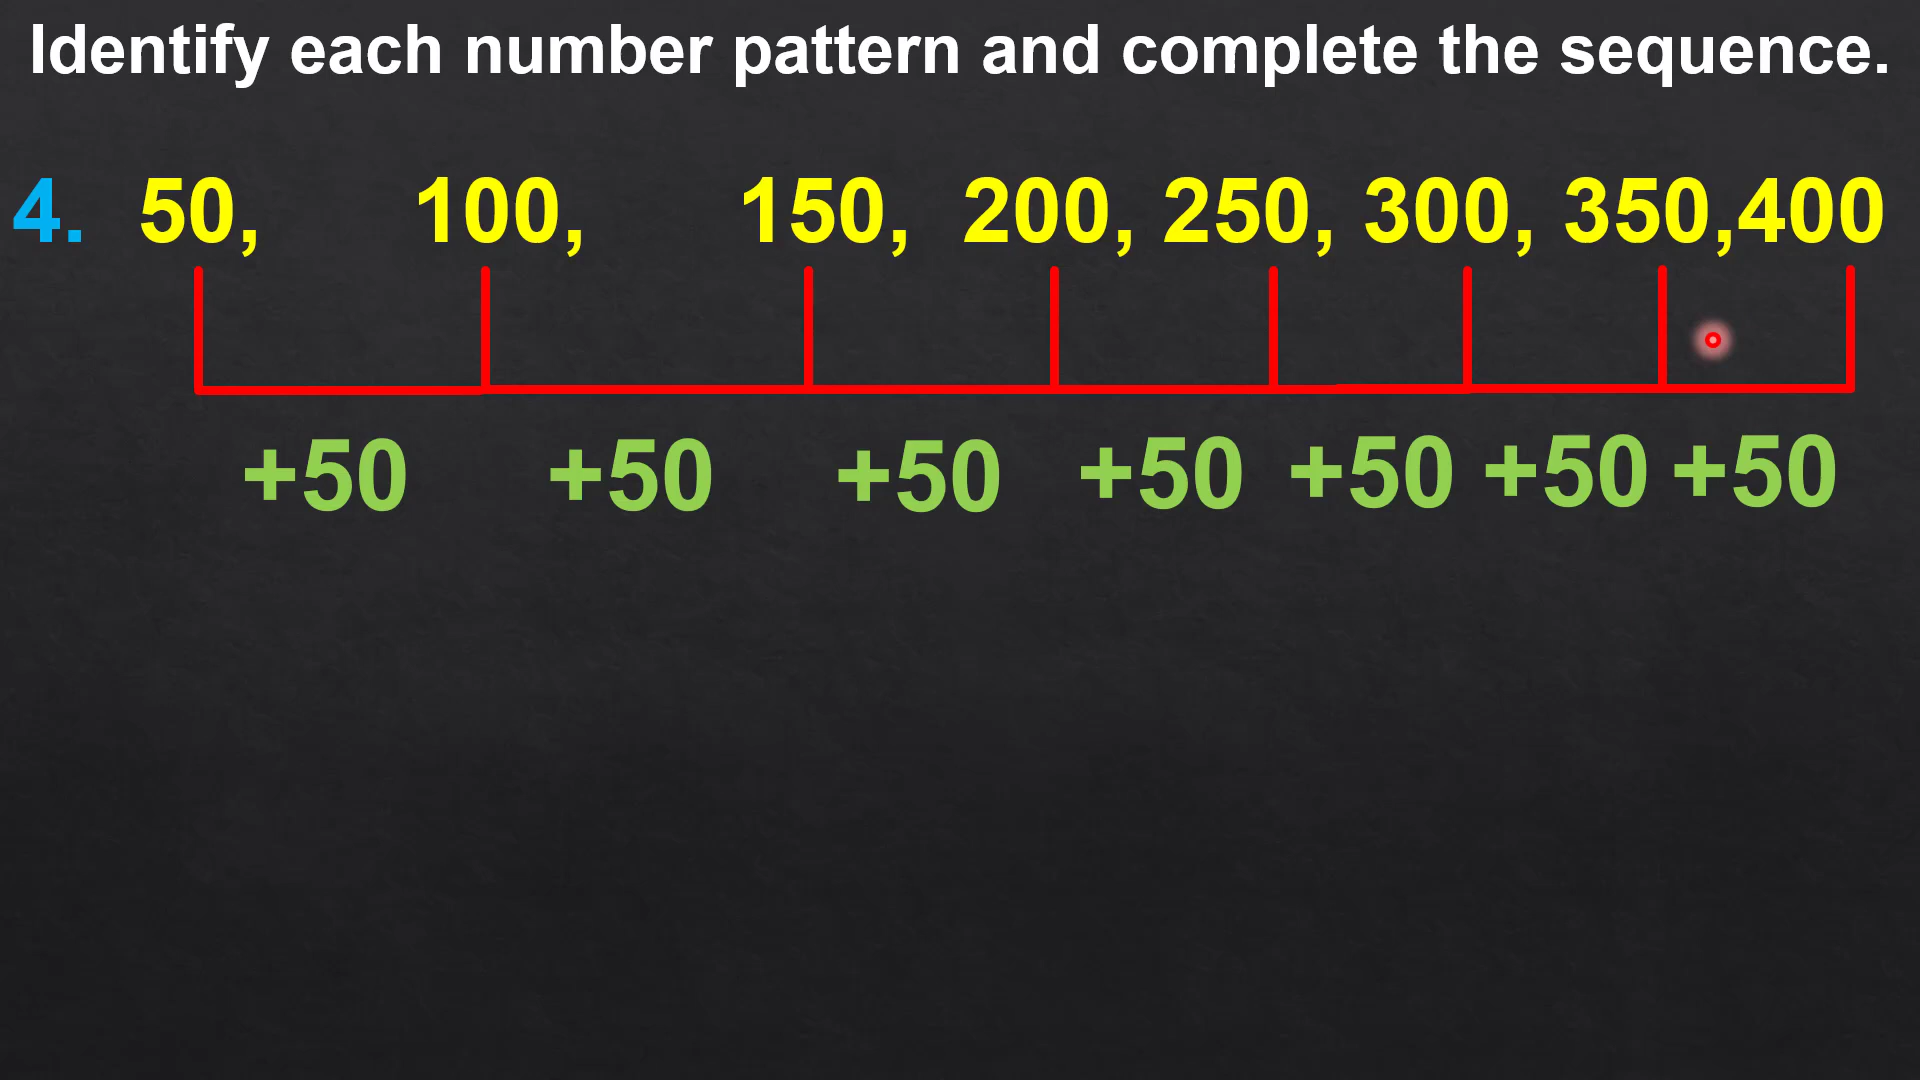 Identify each number pattern and complete the sequence.
4. 50, 100, 150, 200, 250, 300, 350,400
+50 +50 +50 +50 +50 +50 +50